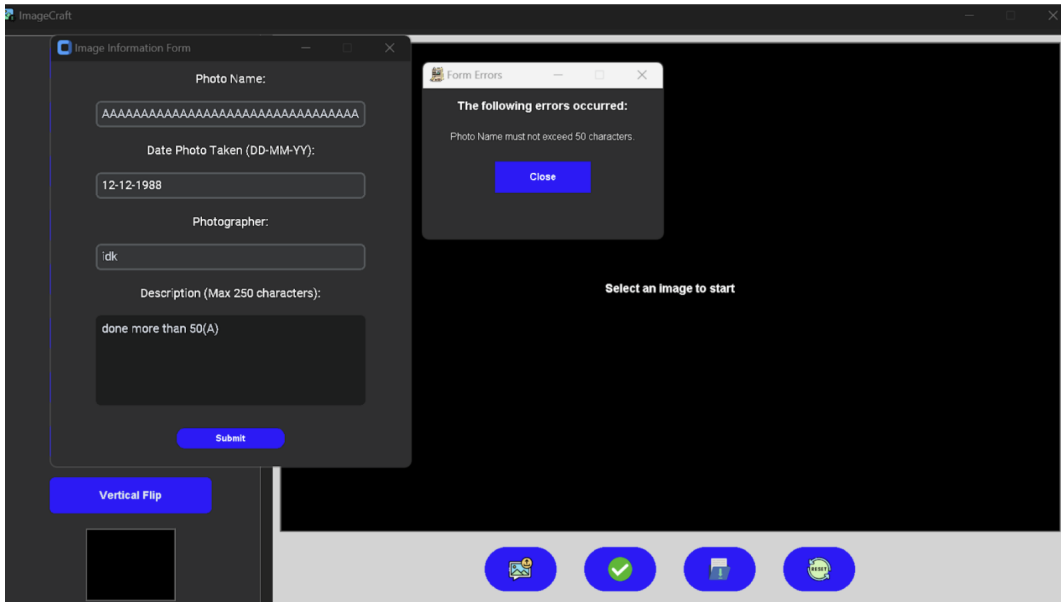 ImageCraft
Image Information Form
Photo Name:
AAAAAAAAAAAAAAAAAAAAAAAAAAAAAAAAA
Date Photo Taken (DD-MM-YY):
12-12-1988
Photographer:
idk
Description (Max 250 characters):
done more than 50(A)
Submit
Form Errors
The following errors occurred:
Photo Name must not exceed 50 characters.
Close
Select an image to start
Vertical Flip
RESET